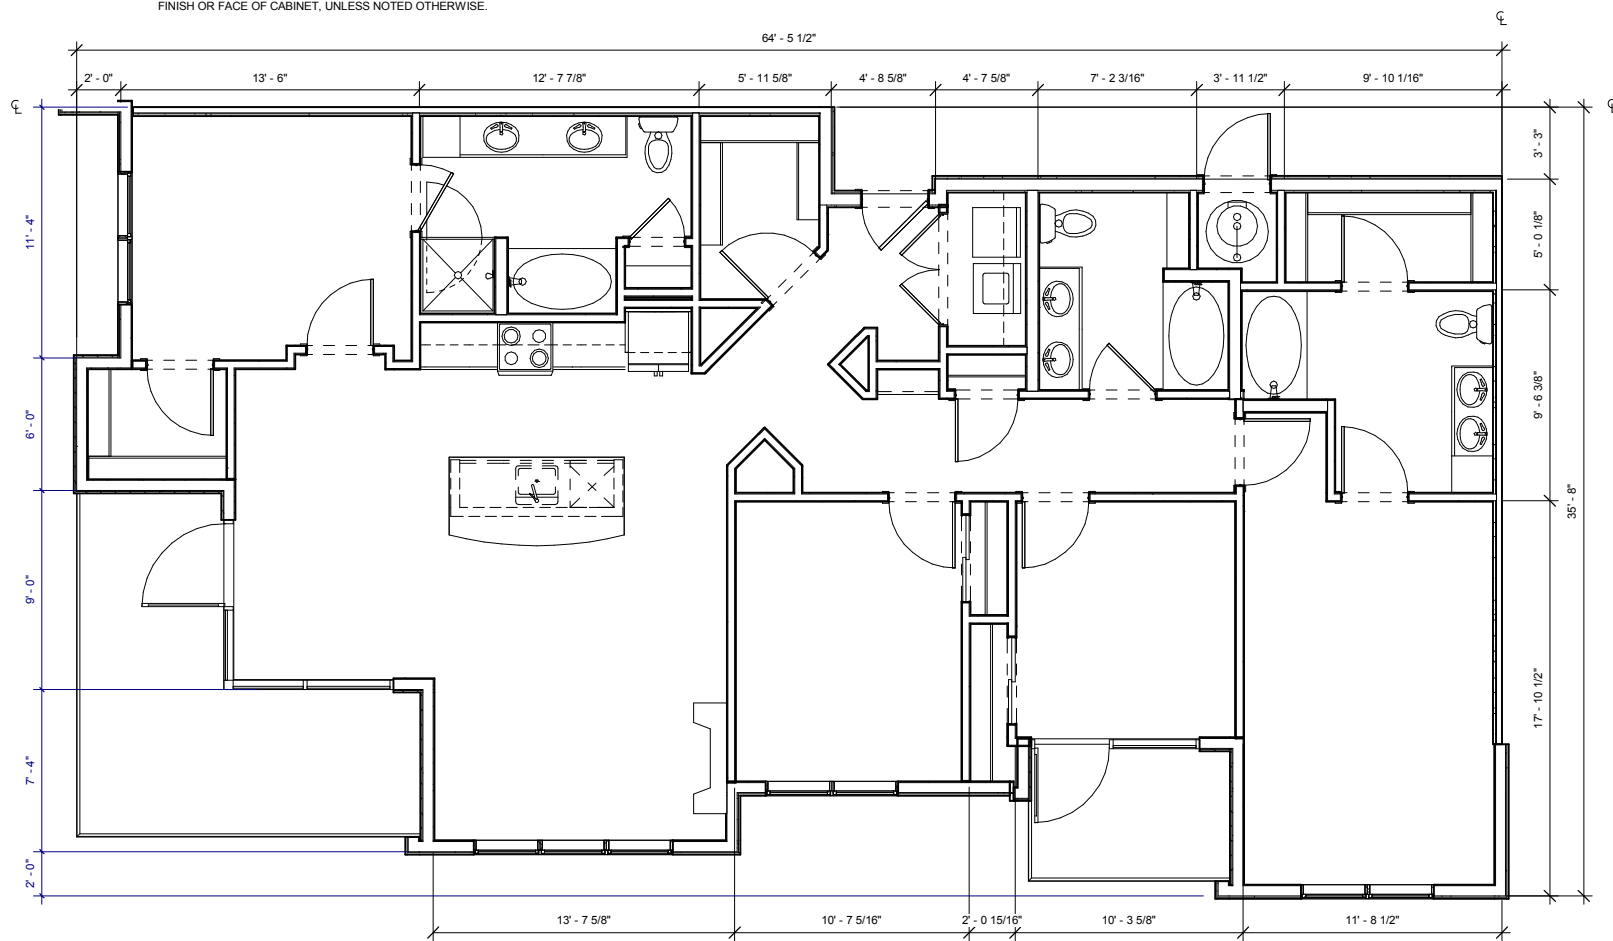 FINISH OR FACE OF CABINET, UNLESS NOTED OTHERWISE.
℄
64' - 5 1/2"
2' - 0"
13' - 6"
12' - 7 7/8"
5' - 11 5/8"
4' - 8 5/8"
4' - 7 5/8"
7' - 2 3/16"
3' - 11 1/2"
9' - 10 1/16"
℄
℄
3' - 3"
11' - 4"
5' - 0 1/8"
6' - 0"
9' - 6 3/8"
35' - 8"
9' - 0"
17' - 10 1/2"
7' - 4"
2' - 0"
13' - 7 5/8"
10' - 7 5/16"
2' - 0 15/16"
10' - 3 5/8"
11' - 8 1/2"